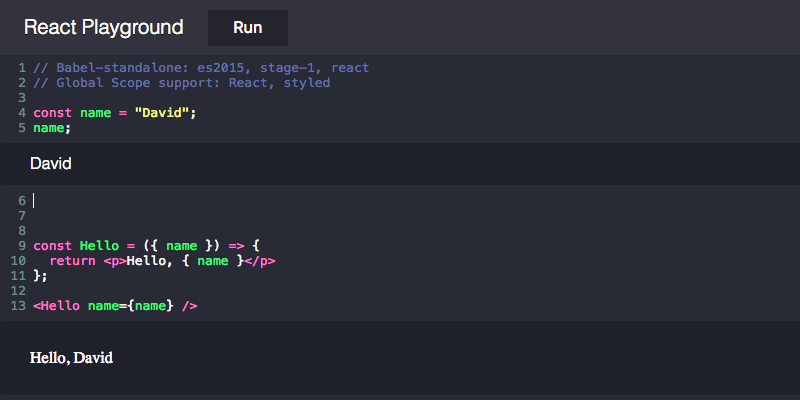 React Playground Run
1 // Babel-standalone: es2015, stage-1, react
2 // Global Scope support: React, styled
3
4 const name = "David";
5 name;
David
6
7
8
9 const Hello = ({ name }) => {
10   return <p>Hello, { name }</p>
11 };
12
13 <Hello name={name} />
Hello, David